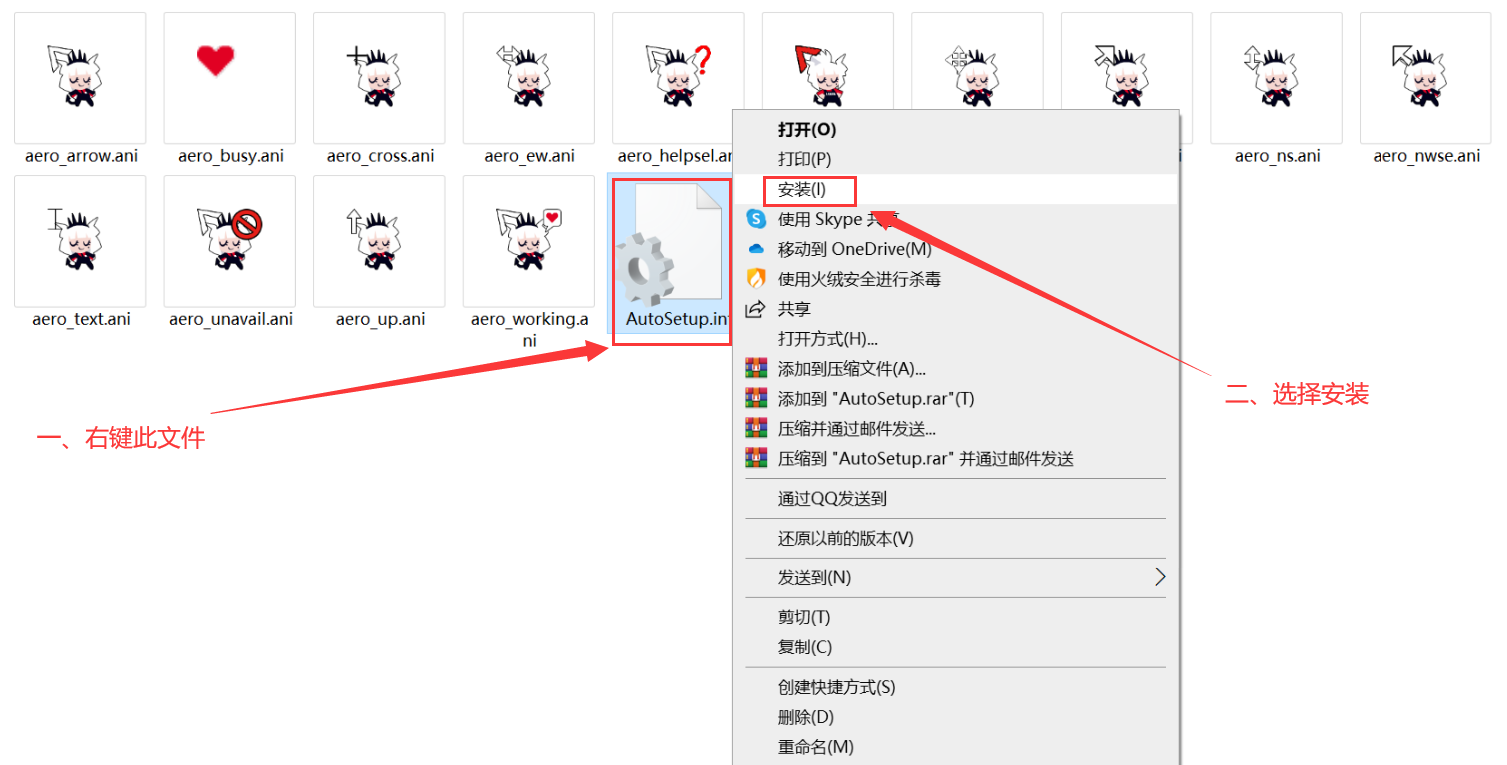 aero_arrow.ani
aero_busy.ani
aero_cross.ani
aero_ew.ani
aero_helpsel.an
aero_ns.ani
aero_nwse.ani
aero_text.ani
aero_unavail.ani
aero_up.ani
aero_working.a
ni
AutoSetup.in
打开(O)
打印(P)
安装(I)
使用 Skype 共享
移动到 OneDrive(M)
使用火绒安全进行杀毒
共享
打开方式(H)...
添加到压缩文件(A)...
添加到 "AutoSetup.rar"(T)
压缩并通过邮件发送...
压缩到 "AutoSetup.rar" 并通过邮件发送
通过QQ发送到
还原以前的版本(V)
发送到(N)
剪切(T)
复制(C)
创建快捷方式(S)
删除(D)
重命名(M)
一、右键此文件
二、选择安装